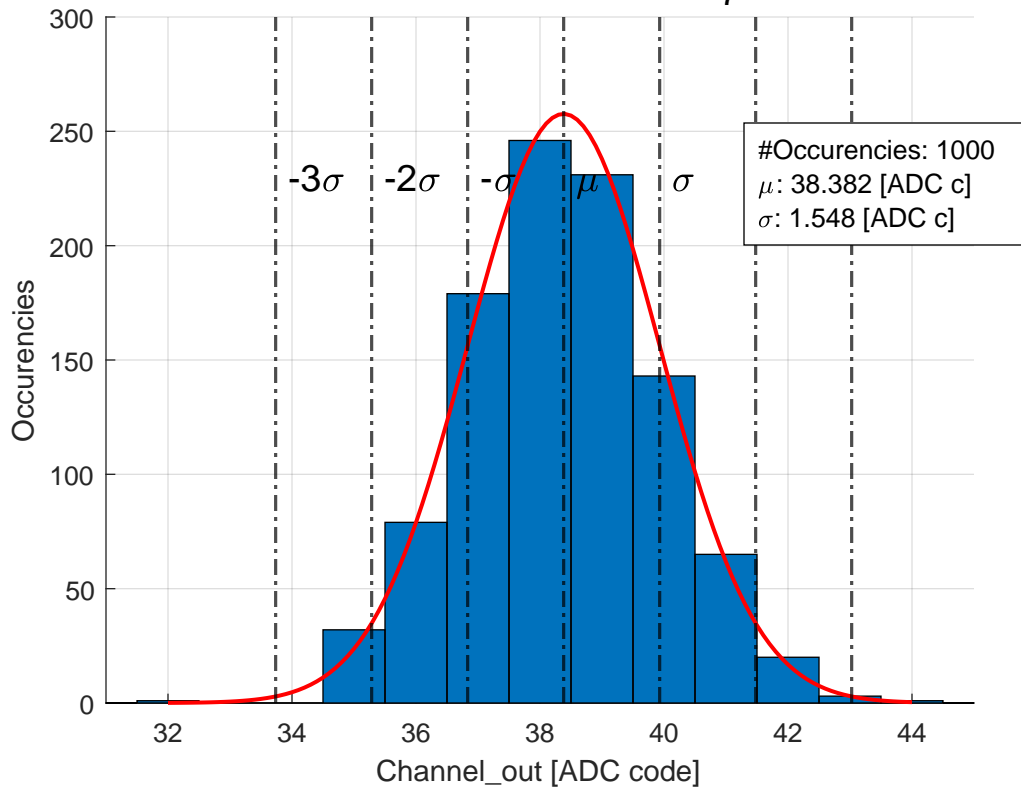 300
250
200
150
100
50
0
Occurencies
-3σ -2σ -σ μ σ
#Occurencies: 1000
μ: 38.382 [ADC c]
σ: 1.548 [ADC c]
32 34 36 38 40 42 44
Channel_out [ADC code]